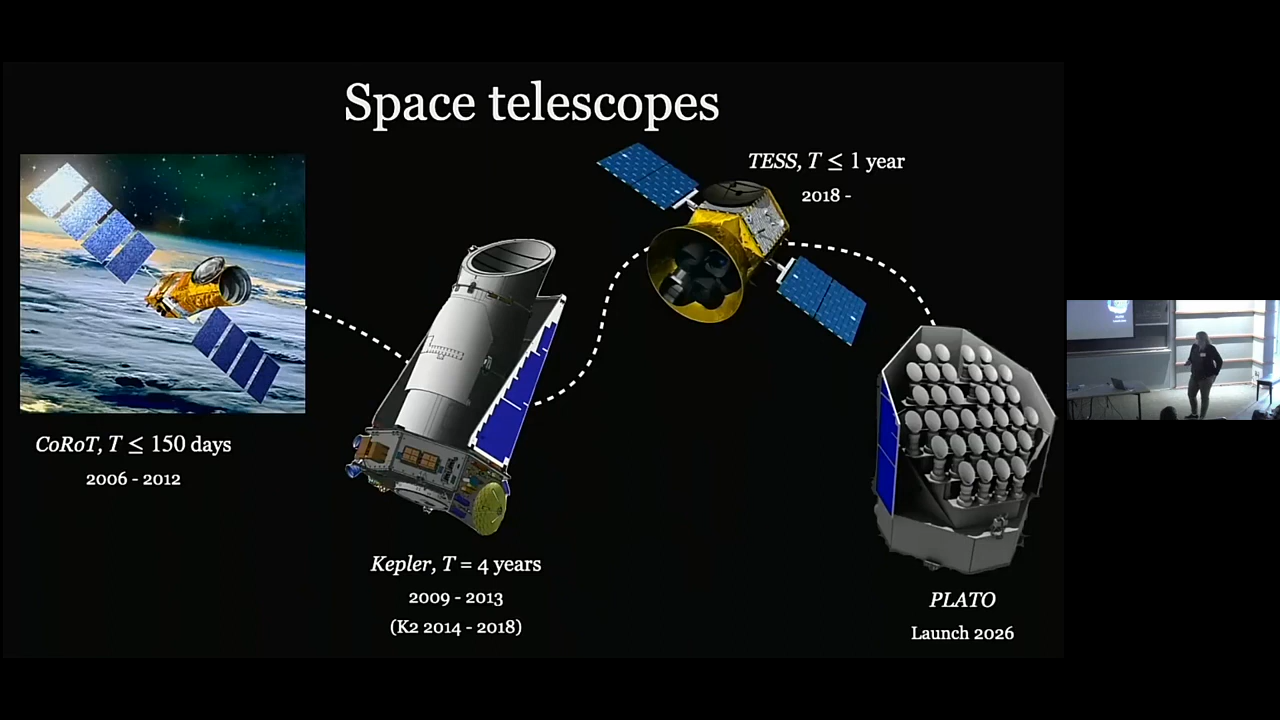 Space telescopes
CoRoT, T ≤ 150 days
2006 - 2012
Kepler, T = 4 years
2009 - 2013
(K2 2014 - 2018)
TESS, T ≤ 1 year
2018 -
PLATO
Launch 2026